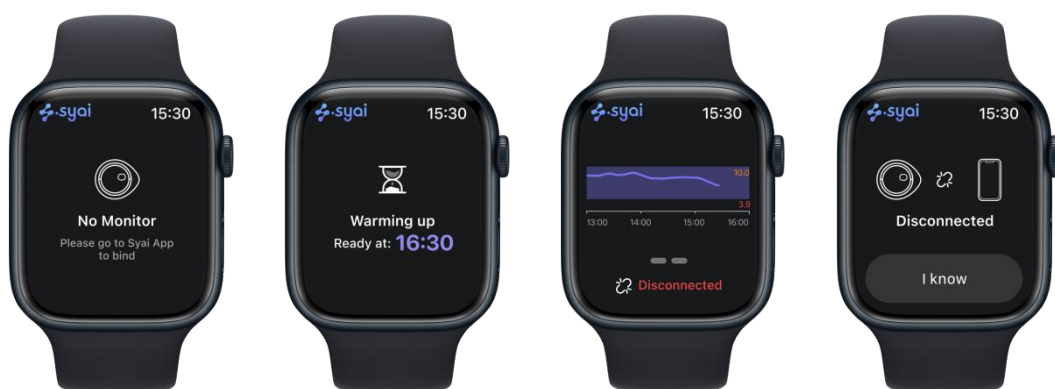 syai 15:30
No Monitor
Please go to Syai App
to bind
syai 15:30
Warming up
Ready at: 16:30
syai 15:30
10.0
3.9
13:00 14:00 15:00 16:00
Disconnected
syai 15:30
Disconnected
I know